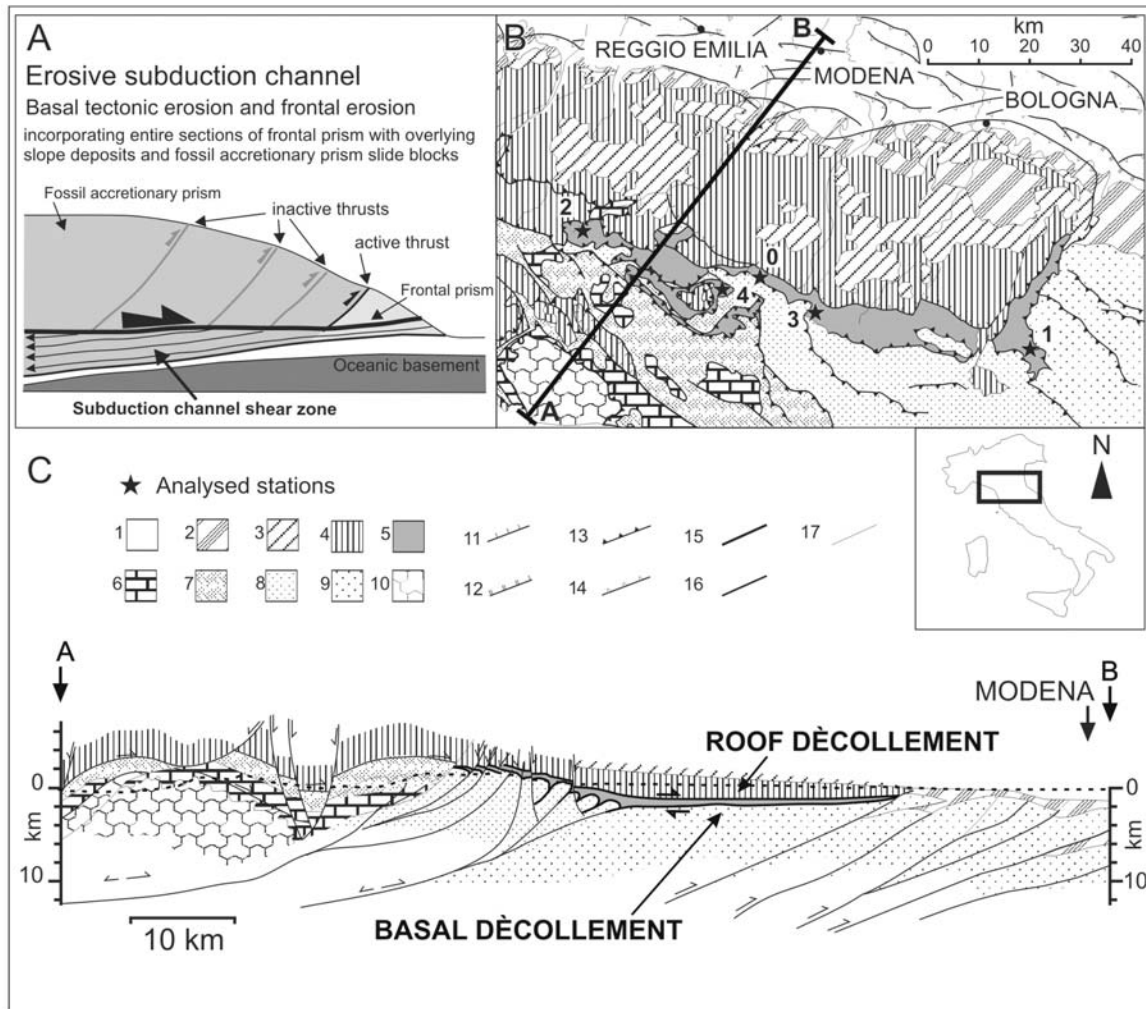 A
Erosive subduction channel
Basal tectonic erosion and frontal erosion
incorporating entire sections of frontal prism with overlying
slope deposits and fossil accretionary prism slide blocks
Fossil accretionary prism
inactive thrusts
active thrust
Frontal prism
Oceanic basement
Subduction channel shear zone
B
B
REGGIO EMILIA
MODENA
BOLOGNA
km
0 10 20 30 40
2
0
4
3
1
A
N
C
★ Analysed stations
1 2 3 4 5 11 13 15 17
6 7 8 9 10 12 14 16
A
B
MODENA
ROOF DÈCOLLEMENT
0
0
km
km
10
10
BASAL DÈCOLLEMENT
10 km